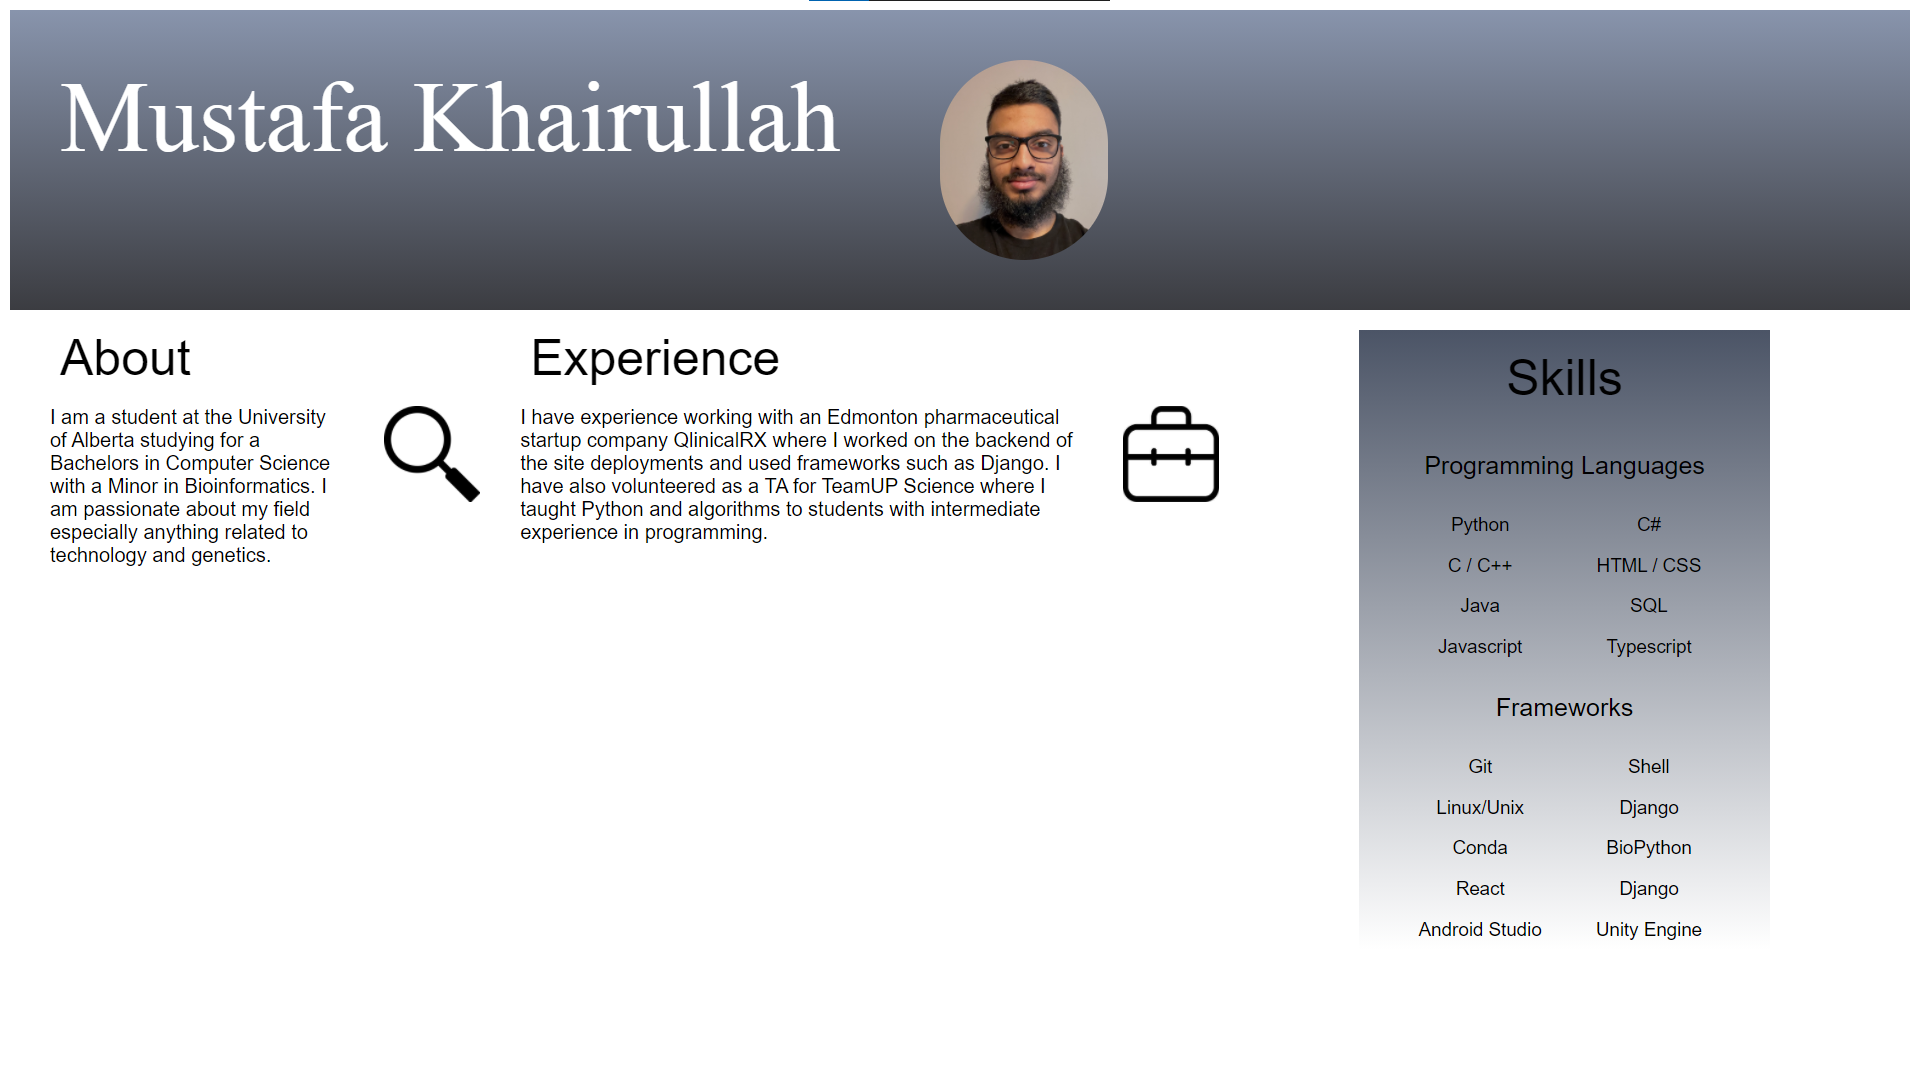 Mustafa Khairullah
About
I am a student at the University
of Alberta studying for a
Bachelors in Computer Science
with a Minor in Bioinformatics. I
am passionate about my field
especially anything related to
technology and genetics.
Experience
I have experience working with an Edmonton pharmaceutical
startup company QlinicalRX where I worked on the backend of
the site deployments and used frameworks such as Django. I
have also volunteered as a TA for TeamUP Science where I
taught Python and algorithms to students with intermediate
experience in programming.
Skills
Programming Languages
Python C#
C / C++ HTML / CSS
Java SQL
Javascript Typescript
Frameworks
Git Shell
Linux/Unix Django
Conda BioPython
React Django
Android Studio Unity Engine